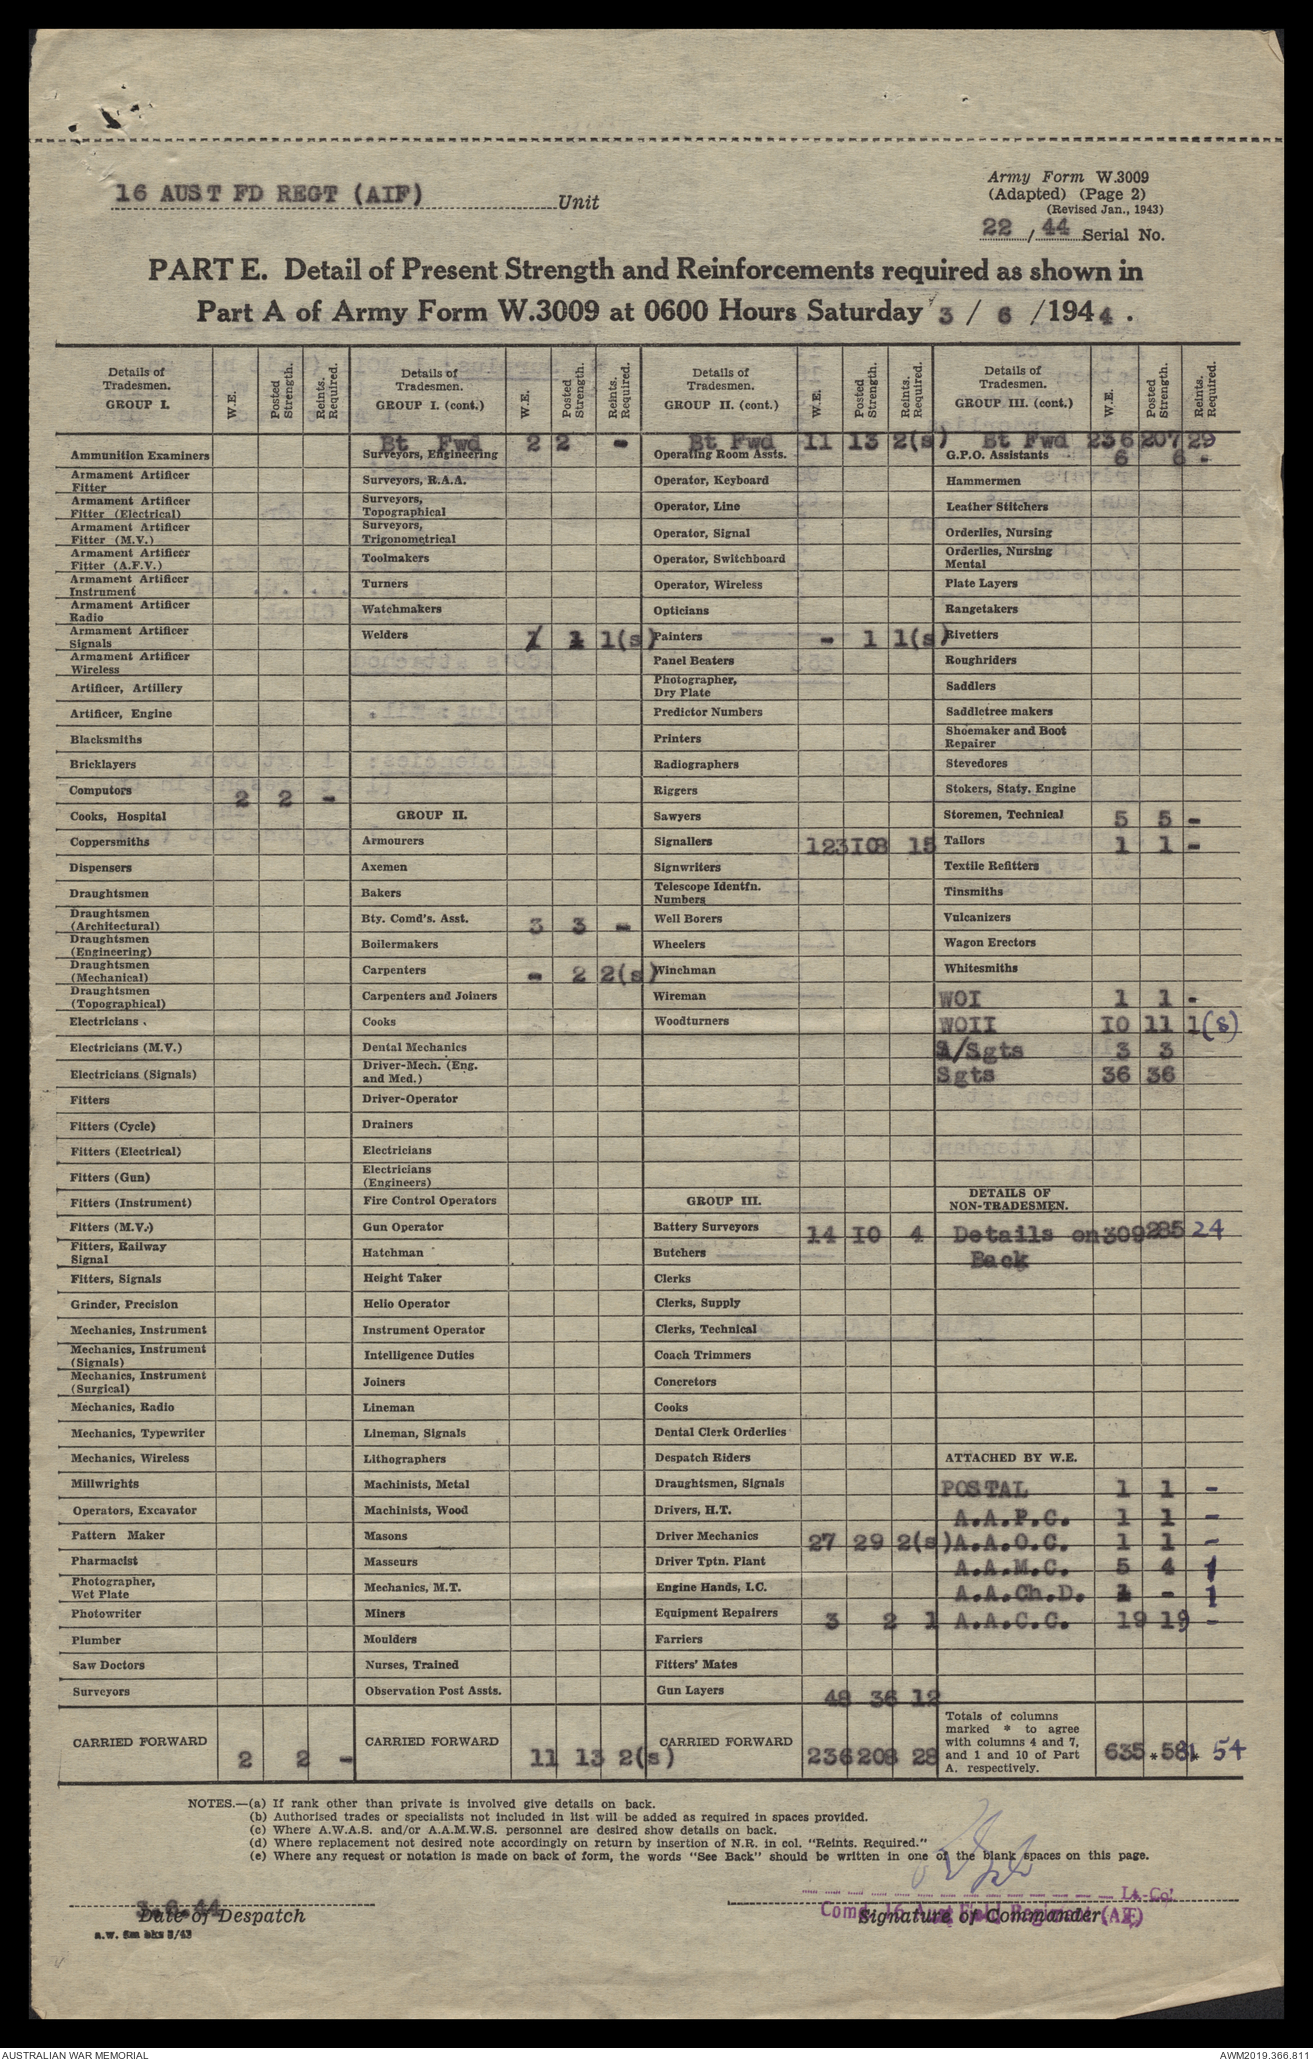 16 AUST FD REGT (AIF) Unit
Army Form W.3009
(Adapted) (Page 2)
(Revised Jan., 1943)
22 / 44 Serial No.
PART E. Detail of Present Strength and Reinforcements required as shown in
Part A of Army Form W.3009 at 0600 Hours Saturday 3 / 6 /1944.
Details of Tradesmen. GROUP I. W.E. Posted Strength. Reints. Required.
Ammunition Examiners
Armament Artificer Fitter
Armament Artificer Fitter (Electrical)
Armament Artificer Fitter (M.V.)
Armament Artificer Fitter (A.F.V.)
Armament Artificer Instrument
Armament Artificer Radio
Armament Artificer Signals
Armament Artificer Wireless
Artificer, Artillery
Artificer, Engine
Blacksmiths
Bricklayers
Computors 2 2 -
Cooks, Hospital
Coppersmiths
Dispensers
Draughtsmen
Draughtsmen (Architectural)
Draughtsmen (Engineering)
Draughtsmen (Mechanical)
Draughtsmen (Topographical)
Electricians
Electricians (M.V.)
Electricians (Signals)
Fitters
Fitters (Cycle)
Fitters (Electrical)
Fitters (Gun)
Fitters (Instrument)
Fitters (M.V.)
Fitters, Railway Signal
Fitters, Signals
Grinder, Precision
Mechanics, Instrument
Mechanics, Instrument (Signals)
Mechanics, Instrument (Surgical)
Mechanics, Radio
Mechanics, Typewriter
Mechanics, Wireless
Millwrights
Operators, Excavator
Pattern Maker
Pharmacist
Photographer, Wet Plate
Photowriter
Plumber
Saw Doctors
Surveyors
CARRIED FORWARD 2 2 -
Details of Tradesmen. GROUP I. (cont.) W.E. Posted Strength. Reints. Required.
Bt Fwd 2 2 -
Surveyors, Engineering
Surveyors, R.A.A.
Surveyors, Topographical
Surveyors, Trigonometrical
Toolmakers
Turners
Watchmakers
Welders / 1 1(s)
GROUP II.
Armourers
Axemen
Bakers
Bty. Comd's. Asst. 3 3 -
Boilermakers
Carpenters - 2 2(s)
Carpenters and Joiners
Cooks
Dental Mechanics
Driver-Mech. (Eng. and Med.)
Driver-Operator
Drainers
Electricians
Electricians (Engineers)
Fire Control Operators
Gun Operator
Hatchman
Height Taker
Helio Operator
Instrument Operator
Intelligence Duties
Joiners
Lineman
Lineman, Signals
Lithographers
Machinists, Metal
Machinists, Wood
Masons
Masseurs
Mechanics, M.T.
Miners
Moulders
Nurses, Trained
Observation Post Assts.
CARRIED FORWARD 11 13 2(s)
Details of Tradesmen. GROUP II. (cont.) W.E. Posted Strength. Reints. Required.
Bt Fwd 11 13 2(s)
Operating Room Assts.
Operator, Keyboard
Operator, Line
Operator, Signal
Operator, Switchboard
Operator, Wireless
Opticians
Painters - 1 1(s)
Panel Beaters
Photographer, Dry Plate
Predictor Numbers
Printers
Radiographers
Riggers
Sawyers
Signallers 123 108 15
Signwriters
Telescope Identfn. Numbers
Well Borers
Wheelers
Winchman
Wireman
Woodturners
GROUP III.
Battery Surveyors 14 10 4
Butchers
Clerks
Clerks, Supply
Clerks, Technical
Coach Trimmers
Concretors
Cooks
Dental Clerk Orderlies
Despatch Riders
Draughtsmen, Signals
Drivers, H.T.
Driver Mechanics 27 29 2(s)
Driver Tptn. Plant
Engine Hands, I.C.
Equipment Repairers 3 2 1
Farriers
Fitters' Mates
Gun Layers 48 36 12
CARRIED FORWARD 236 208 28
Details of Tradesmen. GROUP III. (cont.) W.E. Posted Strength. Reints. Required.
Bt Fwd 236 207 29
G.P.O. Assistants 6 6 -
Hammermen
Leather Stitchers
Orderlies, Nursing
Orderlies, Nursing Mental
Plate Layers
Rangetakers
Rivetters
Roughriders
Saddlers
Saddletree makers
Shoemaker and Boot Repairer
Stevedores
Stokers, Staty. Engine
Storemen, Technical 5 5 -
Tailors 1 1 -
Textile Refitters
Tinsmiths
Vulcanizers
Wagon Erectors
Whitesmiths
WOI 1 1 -
WOII 10 11 1(s)
S/Sgts 3 3
Sgts 36 36
DETAILS OF NON-TRADESMEN.
Details on 309 285 24
Back
ATTACHED BY W.E.
POSTAL 1 1 -
A.A.P.C. 1 1 -
A.A.O.C. 1 1 -
A.A.M.C. 5 4 1
A.A.Ch.D. 1 - 1
A.A.C.C. 19 19 -
Totals of columns marked * to agree with columns 4 and 7, and 1 and 10 of Part A. respectively. 635 * 581 * 54
NOTES.—(a) If rank other than private is involved give details on back.
(b) Authorised trades or specialists not included in list will be added as required in spaces provided.
(c) Where A.W.A.S. and/or A.A.M.W.S. personnel are desired show details on back.
(d) Where replacement not desired note accordingly on return by insertion of N.R. in col. "Reints. Required."
(e) Where any request or notation is made on back of form, the words "See Back" should be written in one of the blank spaces on this page.
3.6.44
Date of Despatch
Lt-Col
Comd. 16 Aust Field Regiment (AIF)
Signature of Commander
a.w. 5m bks 3/43
AUSTRALIAN WAR MEMORIAL
AWM2019.366.811